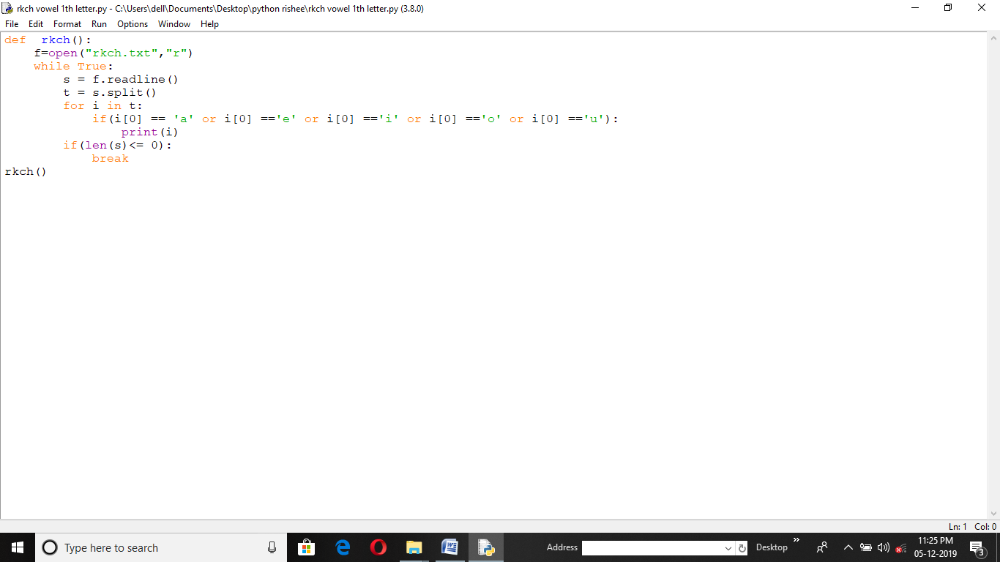 rkch vowel 1th letter.py - C:\Users\dell\Documents\Desktop\python rishee\rkch vowel 1th letter.py (3.8.0)
File Edit Format Run Options Window Help
def  rkch():
    f=open("rkch.txt","r")
    while True:
        s = f.readline()
        t = s.split()
        for i in t:
            if(i[0] == 'a' or i[0] =='e' or i[0] =='i' or i[0] =='o' or i[0] =='u'):
                print(i)
        if(len(s)<= 0):
            break
rkch()
Ln: 1 Col: 0
Type here to search
Address
Desktop
11:25 PM
05-12-2019
3